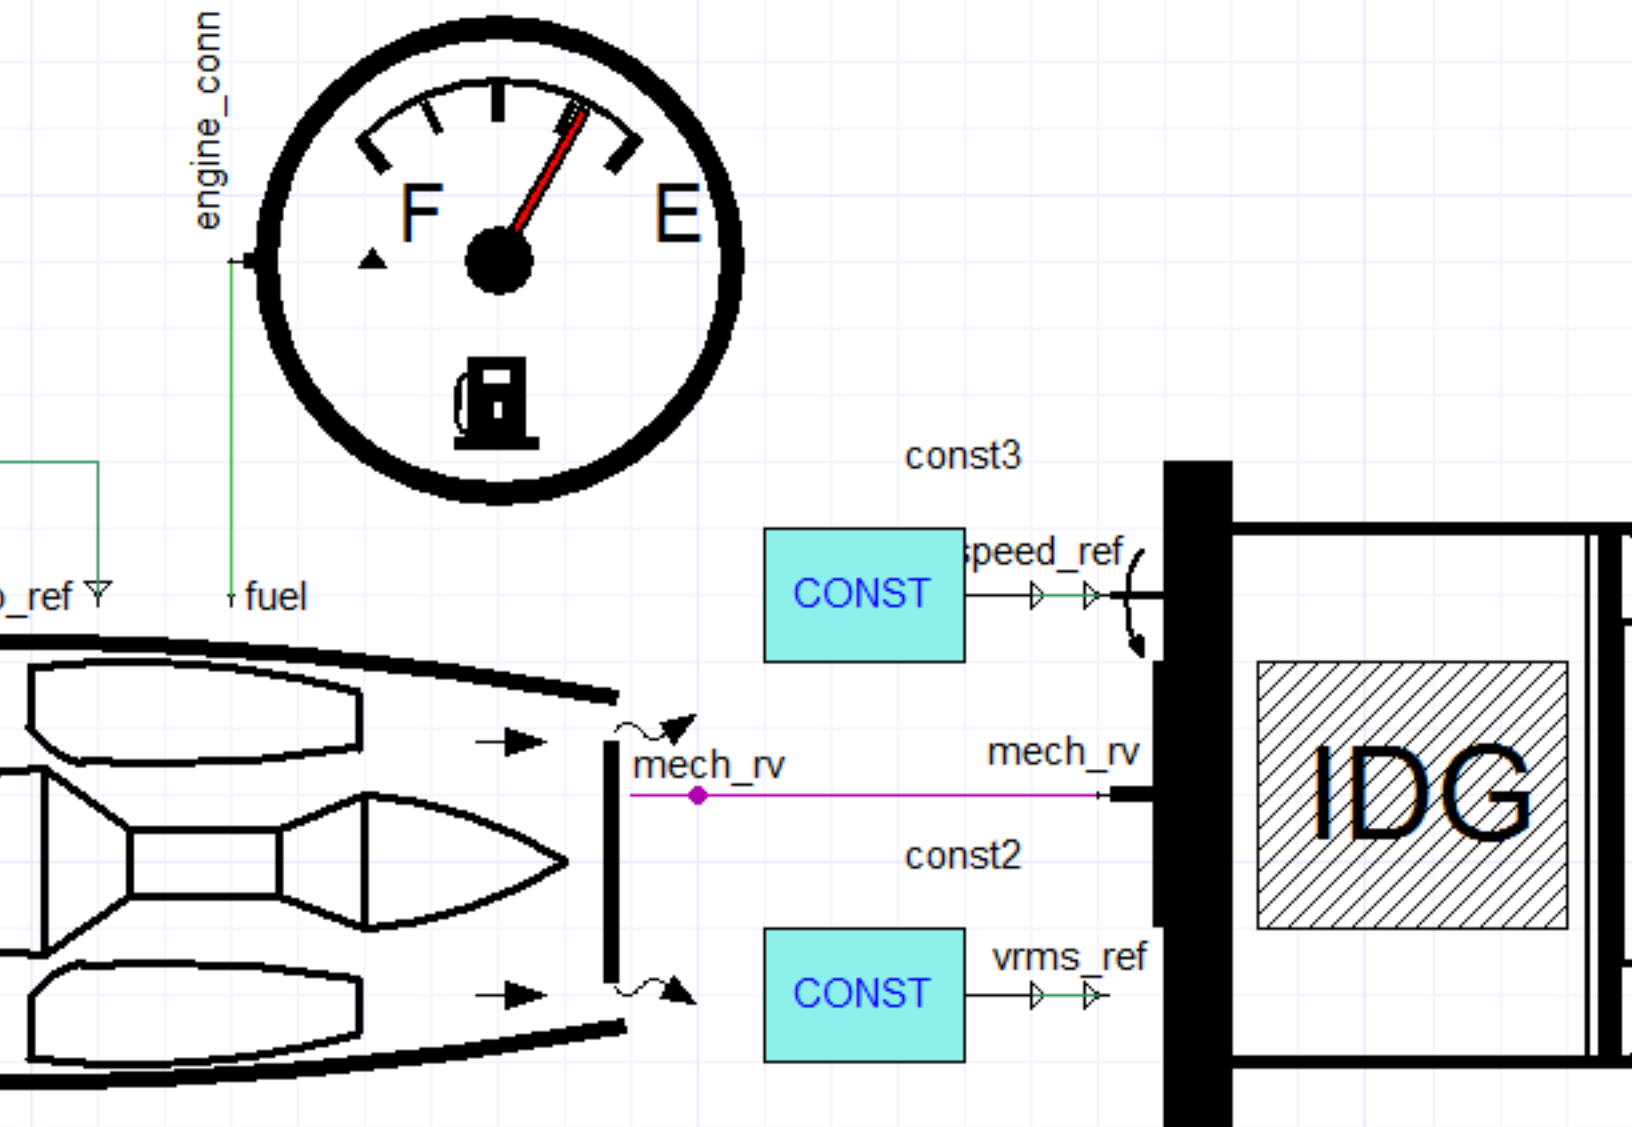 engine_conn
F
E
const3
CONST
speed_ref
fuel
mech_rv
mech_rv
IDG
const2
CONST
vrms_ref